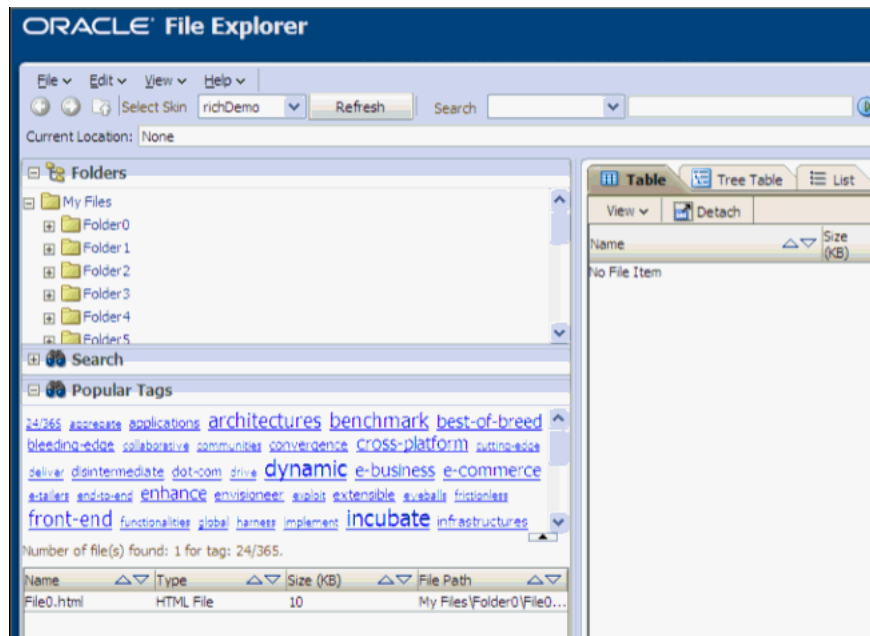 ORACLE® File Explorer
File Edit View Help
Select Skin richDemo Refresh Search
Current Location: None
Folders
My Files
Folder0
Folder1
Folder2
Folder3
Folder4
Folder5
Search
Popular Tags
24/365 aggregate applications architectures benchmark best-of-breed
bleeding-edge collaborative communities convergence cross-platform cutting-edge
deliver disintermediate dot-com drive dynamic e-business e-commerce
e-tailers end-to-end enhance envisioneer exploit extensible eyeballs frictionless
front-end functionalities global harness implement incubate infrastructures
Number of file(s) found: 1 for tag: 24/365.
Name Type Size (KB) File Path
File0.html HTML File 10 My Files\Folder0\File0...
Table Tree Table List
View Detach
Name Size (KB)
No File Item